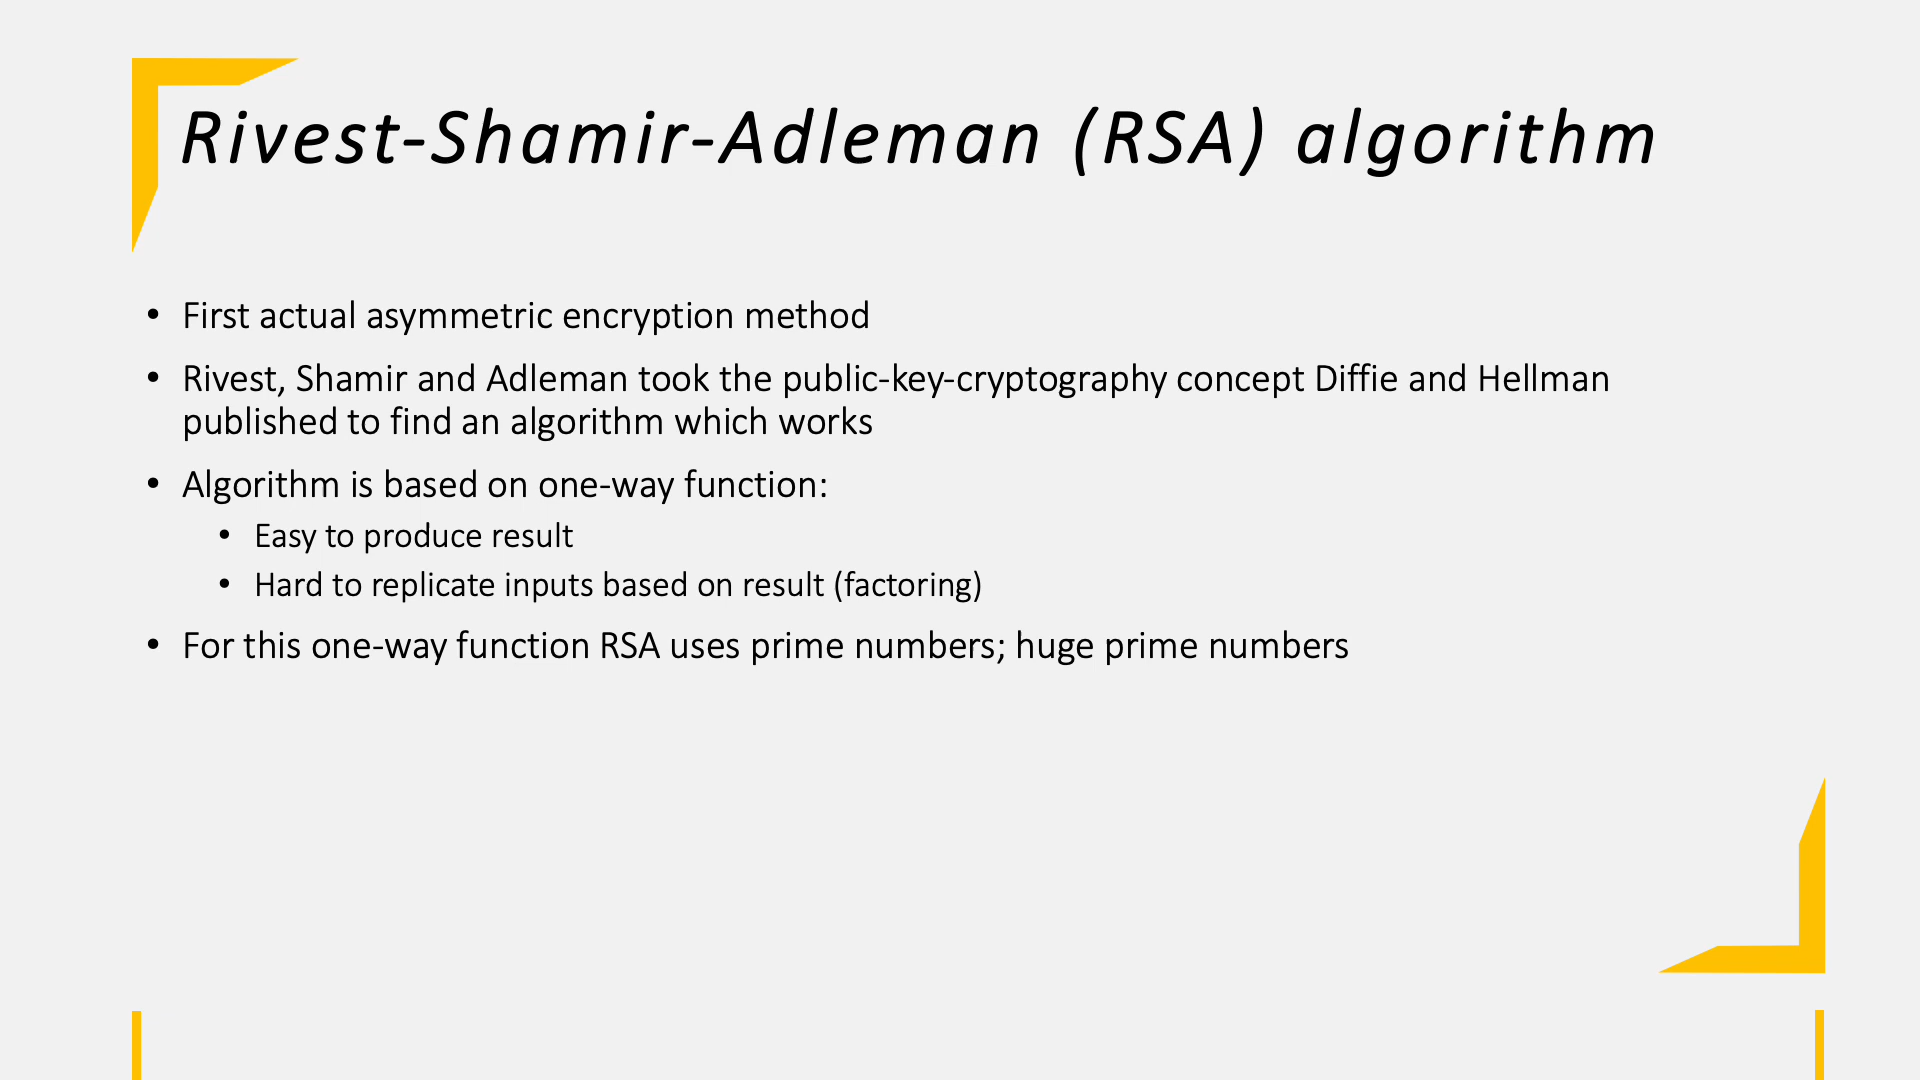 Rivest-Shamir-Adleman (RSA) algorithm
• First actual asymmetric encryption method
• Rivest, Shamir and Adleman took the public-key-cryptography concept Diffie and Hellman
published to find an algorithm which works
• Algorithm is based on one-way function:
• Easy to produce result
• Hard to replicate inputs based on result (factoring)
• For this one-way function RSA uses prime numbers; huge prime numbers